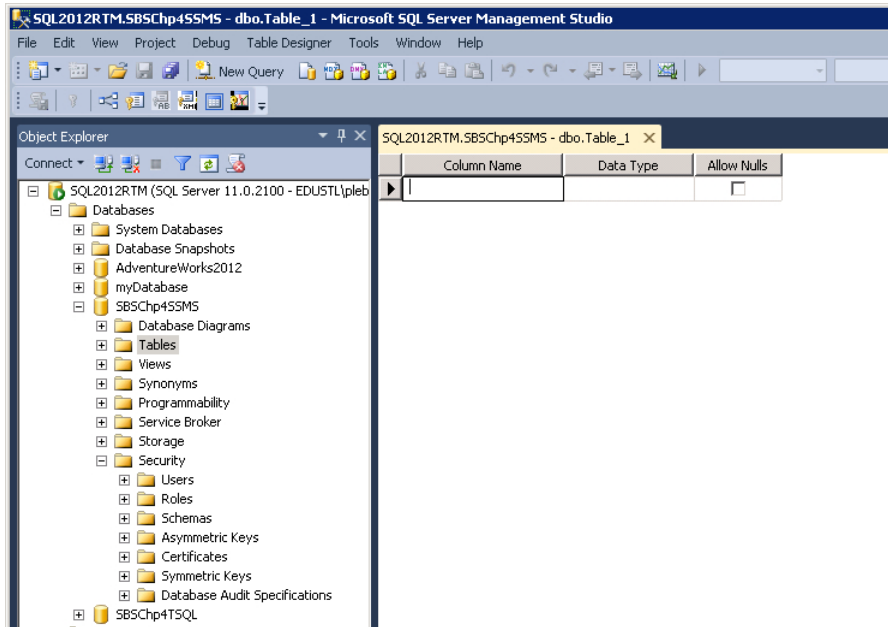 SQL2012RTM.SBSChp4SSMS - dbo.Table_1 - Microsoft SQL Server Management Studio
File Edit View Project Debug Table Designer Tools Window Help
New Query
Object Explorer
SQL2012RTM.SBSChp4SSMS - dbo.Table_1
Connect
Column Name Data Type Allow Nulls
SQL2012RTM (SQL Server 11.0.2100 - EDUSTL\pleb
Databases
System Databases
Database Snapshots
AdventureWorks2012
myDatabase
SBSChp4SSMS
Database Diagrams
Tables
Views
Synonyms
Programmability
Service Broker
Storage
Security
Users
Roles
Schemas
Asymmetric Keys
Certificates
Symmetric Keys
Database Audit Specifications
SBSChp4TSQL